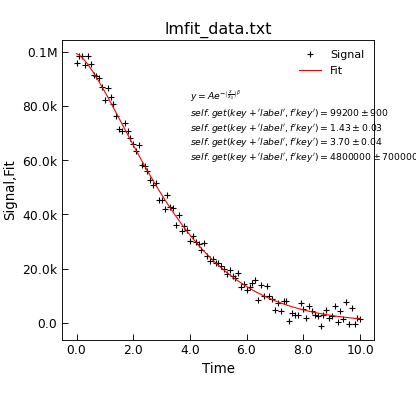 lmfit_data.txt
0.1M
80.0k
60.0k
40.0k
20.0k
0.0
Signal,Fit
Signal
Fit
y = Ae^{-(x/x_0)^β}
self.get(key +'label', f'key') = 99200 ± 900
self.get(key +'label', f'key') = 1.43 ± 0.03
self.get(key +'label', f'key') = 3.70 ± 0.04
self.get(key +'label', f'key') = 4800000 ± 700000
0.0 2.0 4.0 6.0 8.0 10.0
Time